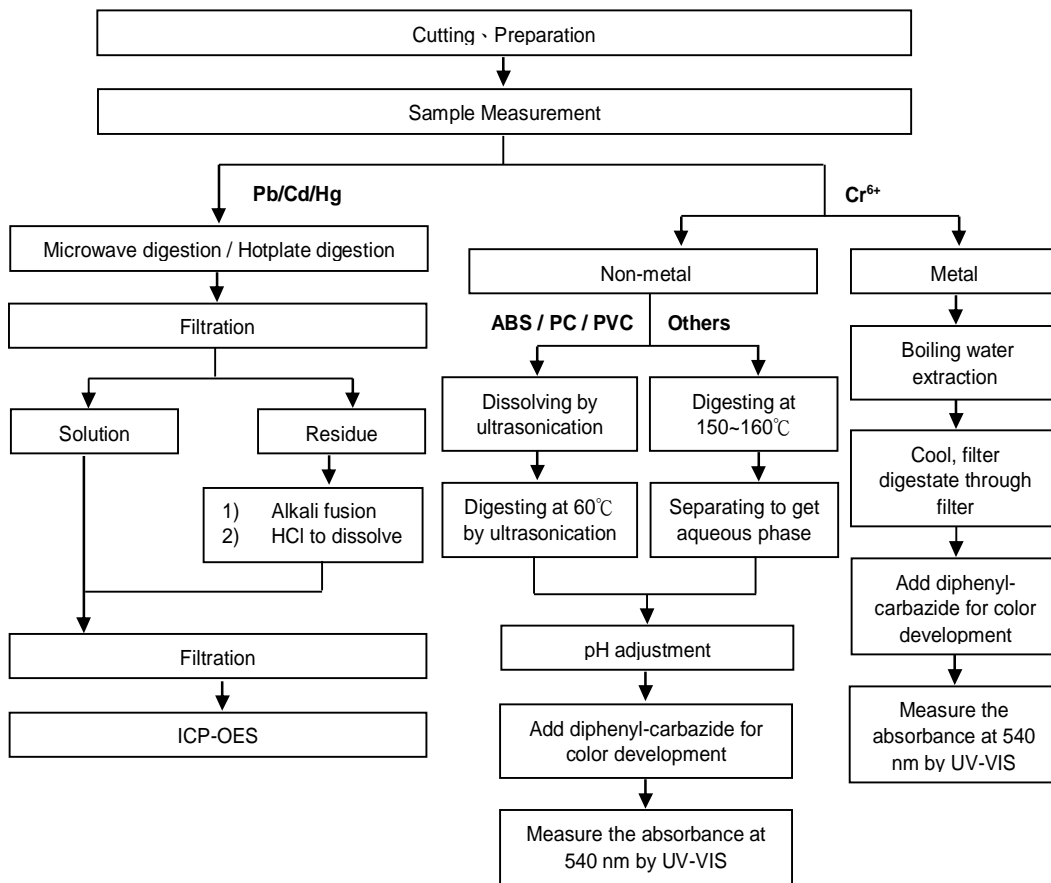 Cutting、Preparation
Sample Measurement
Pb/Cd/Hg
Cr⁶⁺
Microwave digestion / Hotplate digestion
Non-metal
Metal
Filtration
ABS / PC / PVC
Others
Boiling water
extraction
Solution
Residue
Dissolving by
ultrasonication
Digesting at
150~160℃
Cool, filter
digestate through
filter
1) Alkali fusion
2) HCl to dissolve
Digesting at 60℃
by ultrasonication
Separating to get
aqueous phase
Add diphenyl-
carbazide for color
development
Filtration
pH adjustment
ICP-OES
Add diphenyl-carbazide for
color development
Measure the
absorbance at 540
nm by UV-VIS
Measure the absorbance at
540 nm by UV-VIS